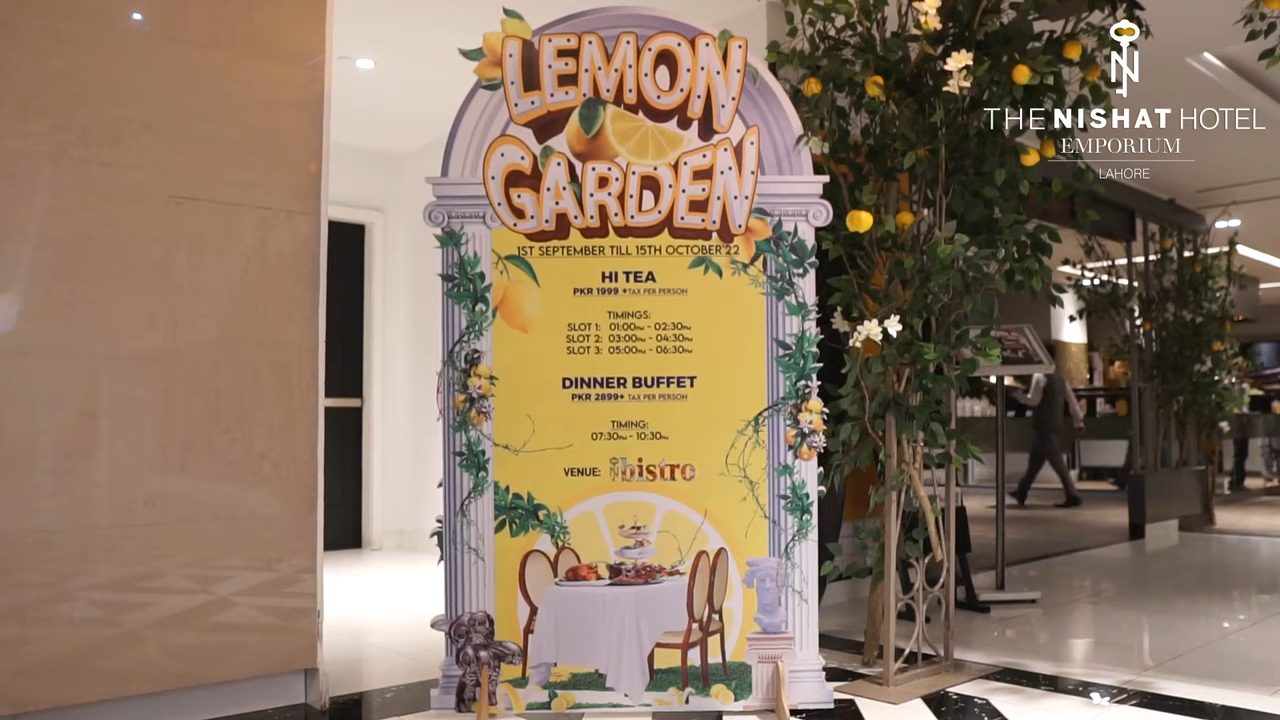 LEMON
GARDEN
1ST SEPTEMBER TILL 15TH OCTOBER'22
HI TEA
PKR 1999 +TAX PER PERSON
TIMINGS:
SLOT 1: 01:00PM - 02:30PM
SLOT 2: 03:00PM - 04:30PM
SLOT 3: 05:00PM - 06:30PM
DINNER BUFFET
PKR 2899+ TAX PER PERSON
TIMING:
07:30PM - 10:30PM
VENUE: N bistro
N
THE NISHAT HOTEL
EMPORIUM
LAHORE